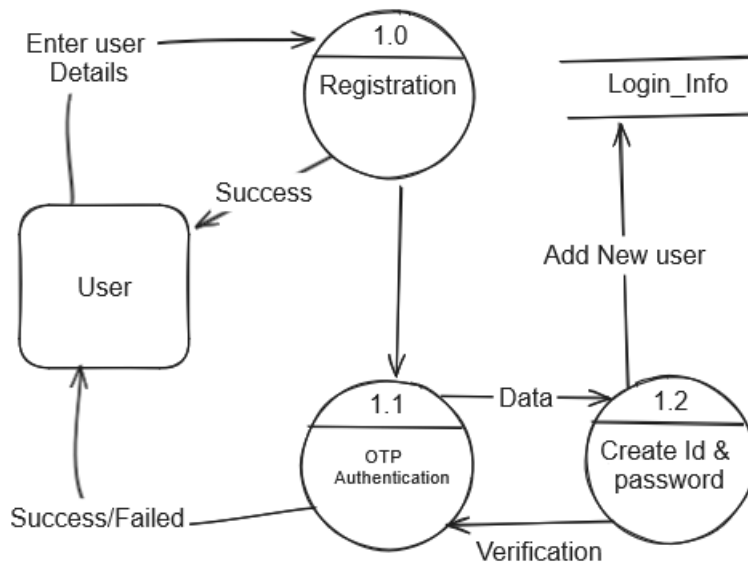 Enter user
Details
1.0
Registration
Login_Info
Success
User
Add New user
1.1
OTP
Authentication
Data
1.2
Create Id &
password
Success/Failed
Verification